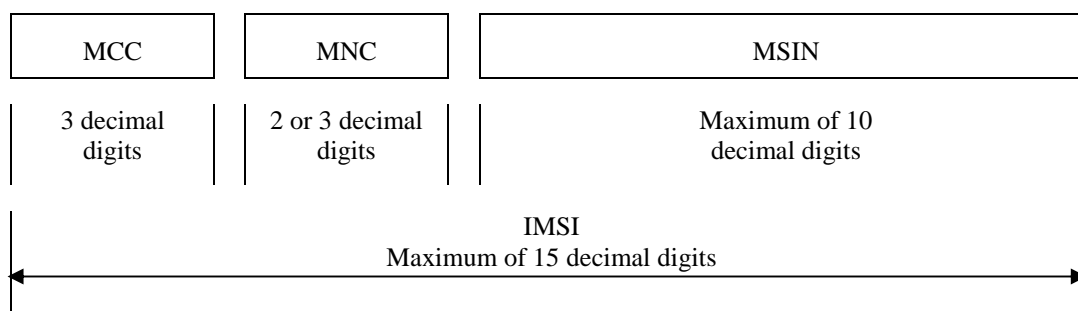 MCC MNC MSIN
3 decimal 2 or 3 decimal Maximum of 10
digits digits decimal digits
IMSI
Maximum of 15 decimal digits